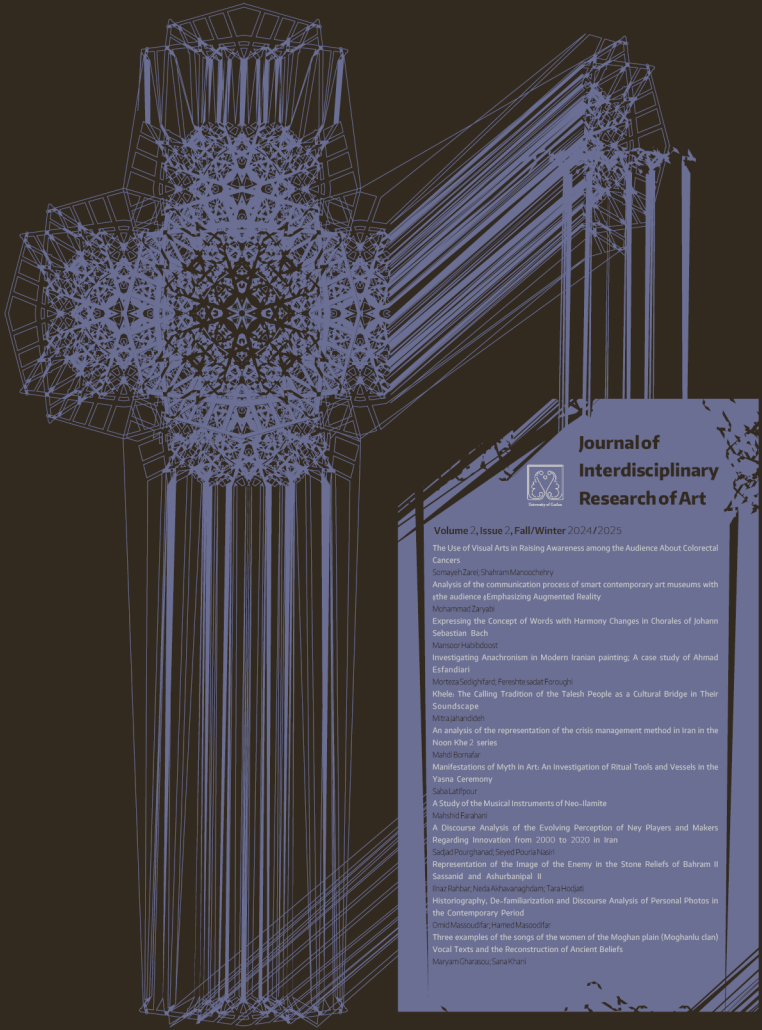 Journal of
Interdisciplinary
Research of Art
University of Guilan
Volume 2, Issue 2, Fall/Winter 2024/2025
The Use of Visual Arts in Raising Awareness among the Audience About Colorectal
Cancers
Somayeh Zarei; Shahram Manoochehry
Analysis of the communication process of smart contemporary art museums with
¿the audience ¿Emphasizing Augmented Reality
Mohammad Zaryabi
Expressing the Concept of Words with Harmony Changes in Chorales of Johann
Sebastian Bach
Mansoor Habibdoost
Investigating Anachronism in Modern Iranian painting; A case study of Ahmad
Esfandiari
Morteza Sedighifard; Fereshte sadat Foroughi
Khele: The Calling Tradition of the Talesh People as a Cultural Bridge in Their
Soundscape
Mitra Jahandideh
An analysis of the representation of the crisis management method in Iran in the
Noon Khe 2 series
Mahdi Bornafar
Manifestations of Myth in Art: An Investigation of Ritual Tools and Vessels in the
Yasna Ceremony
Saba Latifpour
A Study of the Musical Instruments of Neo-Ilamite
Mahshid Farahani
A Discourse Analysis of the Evolving Perception of Ney Players and Makers
Regarding Innovation from 2000 to 2020 in Iran
Sadjad Pourghanad; Seyed Pouria Nasiri
Representation of the Image of the Enemy in the Stone Reliefs of Bahram II
Sassanid and Ashurbanipal II
Ilnaz Rahbar; Neda Akhavanaghdam; Tara Hodjati
Historiography, De-familiarization and Discourse Analysis of Personal Photos in
the Contemporary Period
Omid Massoudifar; Hamed Masoodifar
Three examples of the songs of the women of the Moghan plain (Moghanlu clan)
Vocal Texts and the Reconstruction of Ancient Beliefs
Maryam Gharasou; Sana Khani